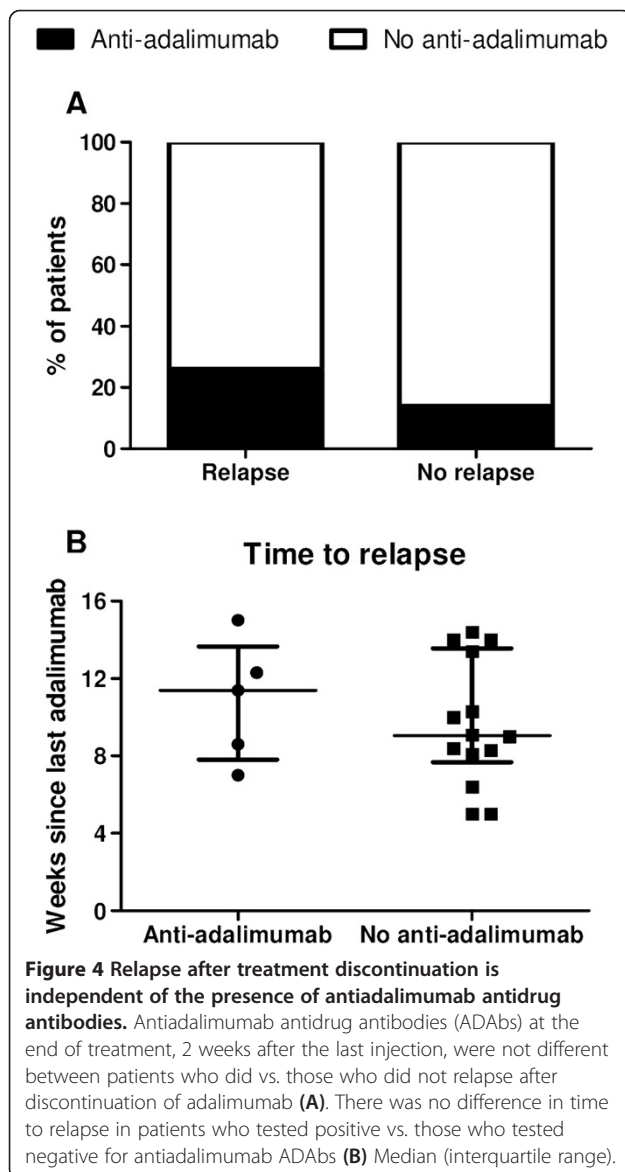 Anti-adalimumab No anti-adalimumab
A
100
80
60
40
20
0
% of patients
Relapse No relapse
B
Time to relapse
16
12
8
4
0
Weeks since last adalimumab
Anti-adalimumab No anti-adalimumab
Figure 4 Relapse after treatment discontinuation is
independent of the presence of antiadalimumab antidrug
antibodies. Antiadalimumab antidrug antibodies (ADAbs) at the
end of treatment, 2 weeks after the last injection, were not different
between patients who did vs. those who did not relapse after
discontinuation of adalimumab (A). There was no difference in time
to relapse in patients who tested positive vs. those who tested
negative for antiadalimumab ADAbs (B) Median (interquartile range).